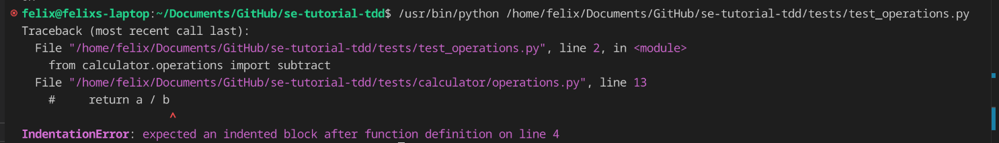 felix@felixs-laptop:~/Documents/GitHub/se-tutorial-tdd$ /usr/bin/python /home/felix/Documents/GitHub/se-tutorial-tdd/tests/test_operations.py
Traceback (most recent call last):
  File "/home/felix/Documents/GitHub/se-tutorial-tdd/tests/test_operations.py", line 2, in <module>
    from calculator.operations import subtract
  File "/home/felix/Documents/GitHub/se-tutorial-tdd/tests/calculator/operations.py", line 13
    #     return a / b
                      ^
IndentationError: expected an indented block after function definition on line 4